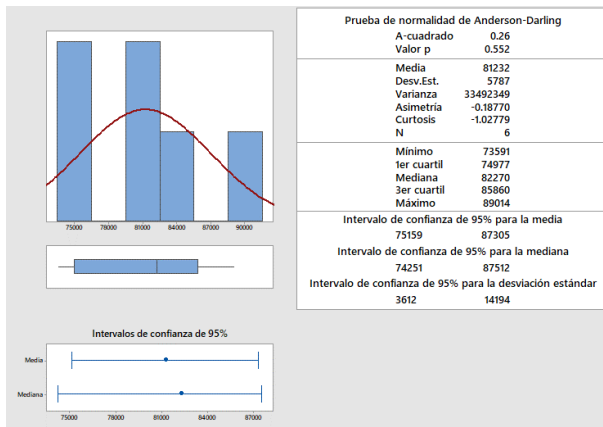 75000 78000 81000 84000 87000 90000
Intervalos de confianza de 95%
Media
Mediana
75000 78000 81000 84000 87000
Prueba de normalidad de Anderson-Darling
A-cuadrado 0.26
Valor p 0.552
Media 81232
Desv.Est. 5787
Varianza 33492349
Asimetría -0.18770
Curtosis -1.02779
N 6
Mínimo 73591
1er cuartil 74977
Mediana 82270
3er cuartil 85860
Máximo 89014
Intervalo de confianza de 95% para la media
75159 87305
Intervalo de confianza de 95% para la mediana
74251 87512
Intervalo de confianza de 95% para la desviación estándar
3612 14194